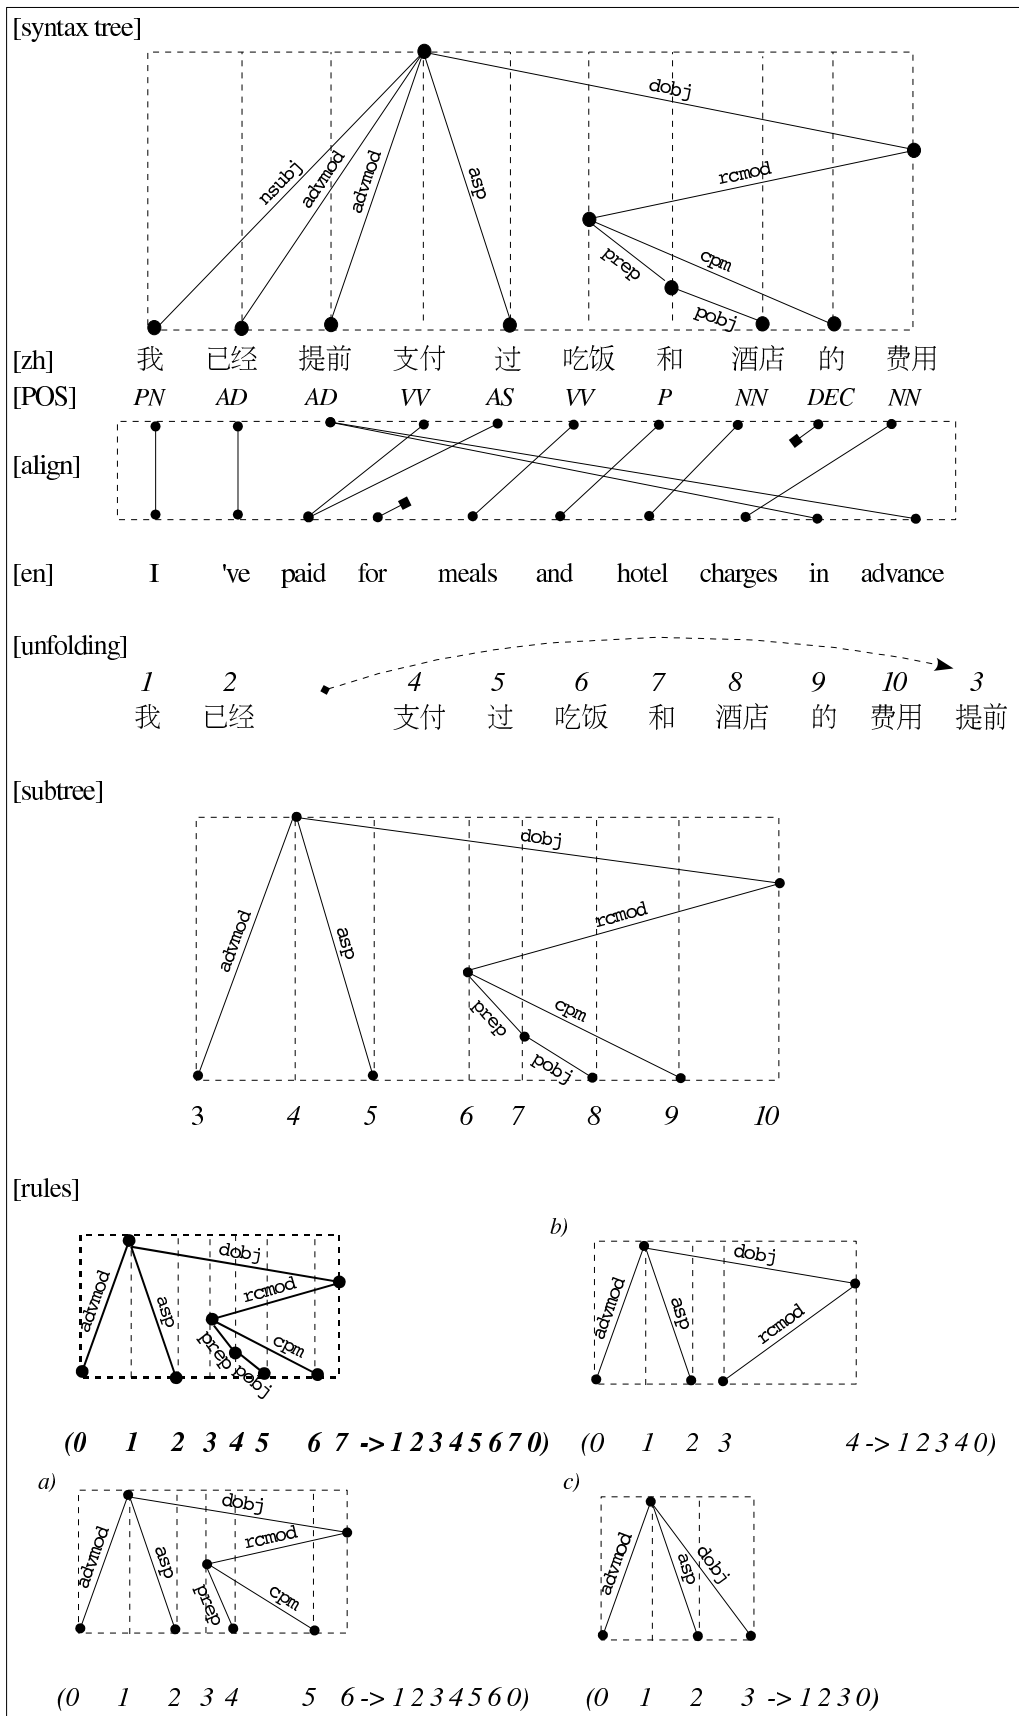 [syntax tree]
dobj
nsubj advmod advmod asp rcmod
prep cpm
pobj
[zh] 我 已经 提前 支付 过 吃饭 和 酒店 的 费用
[POS] PN AD AD VV AS VV P NN DEC NN
[align]
[en] I 've paid for meals and hotel charges in advance
[unfolding]
1 2 4 5 6 7 8 9 10 3
我 已经 支付 过 吃饭 和 酒店 的 费用 提前
[subtree]
dobj
advmod asp rcmod
prep cpm
pobj
3 4 5 6 7 8 9 10
[rules]
dobj
advmod asp rcmod
prep pobj cpm
(0 1 2 3 4 5 6 7 -> 1 2 3 4 5 6 7 0)
b)
dobj
advmod asp rcmod
(0 1 2 3 4 -> 1 2 3 4 0)
a)
dobj
advmod asp rcmod
prep cpm
(0 1 2 3 4 5 6 -> 1 2 3 4 5 6 0)
c)
advmod asp dobj
(0 1 2 3 -> 1 2 3 0)